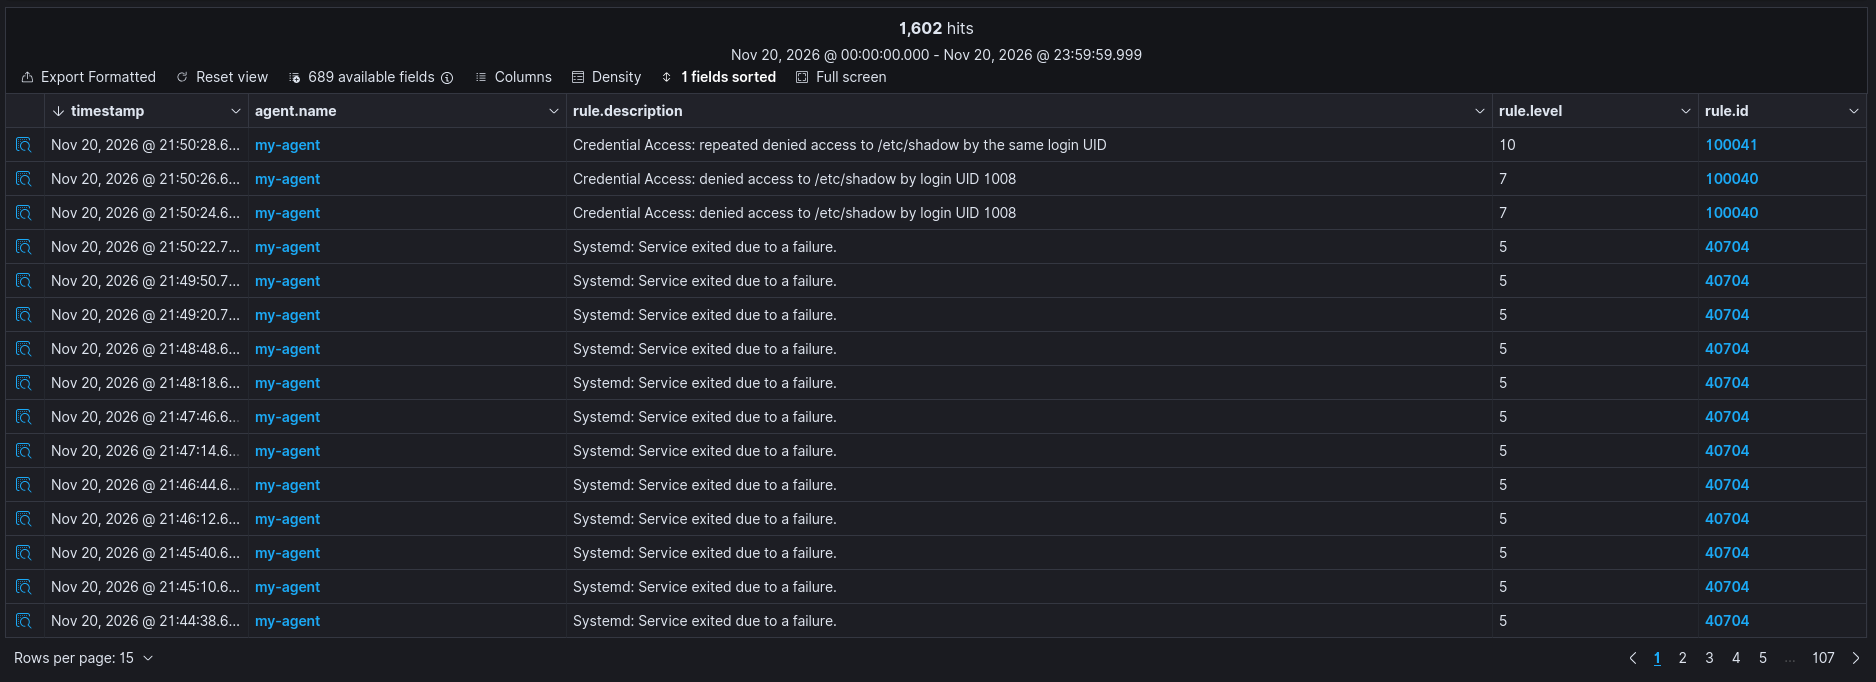 1,602 hits
Nov 20, 2026 @ 00:00:00.000 - Nov 20, 2026 @ 23:59:59.999
Export Formatted Reset view 689 available fields Columns Density 1 fields sorted Full screen
timestamp agent.name rule.description rule.level rule.id
Nov 20, 2026 @ 21:50:28.6... my-agent Credential Access: repeated denied access to /etc/shadow by the same login UID 10 100041
Nov 20, 2026 @ 21:50:26.6... my-agent Credential Access: denied access to /etc/shadow by login UID 1008 7 100040
Nov 20, 2026 @ 21:50:24.6... my-agent Credential Access: denied access to /etc/shadow by login UID 1008 7 100040
Nov 20, 2026 @ 21:50:22.7... my-agent Systemd: Service exited due to a failure. 5 40704
Nov 20, 2026 @ 21:49:50.7... my-agent Systemd: Service exited due to a failure. 5 40704
Nov 20, 2026 @ 21:49:20.7... my-agent Systemd: Service exited due to a failure. 5 40704
Nov 20, 2026 @ 21:48:48.6... my-agent Systemd: Service exited due to a failure. 5 40704
Nov 20, 2026 @ 21:48:18.6... my-agent Systemd: Service exited due to a failure. 5 40704
Nov 20, 2026 @ 21:47:46.6... my-agent Systemd: Service exited due to a failure. 5 40704
Nov 20, 2026 @ 21:47:14.6... my-agent Systemd: Service exited due to a failure. 5 40704
Nov 20, 2026 @ 21:46:44.6... my-agent Systemd: Service exited due to a failure. 5 40704
Nov 20, 2026 @ 21:46:12.6... my-agent Systemd: Service exited due to a failure. 5 40704
Nov 20, 2026 @ 21:45:40.6... my-agent Systemd: Service exited due to a failure. 5 40704
Nov 20, 2026 @ 21:45:10.6... my-agent Systemd: Service exited due to a failure. 5 40704
Nov 20, 2026 @ 21:44:38.6... my-agent Systemd: Service exited due to a failure. 5 40704
Rows per page: 15 1 2 3 4 5 ... 107